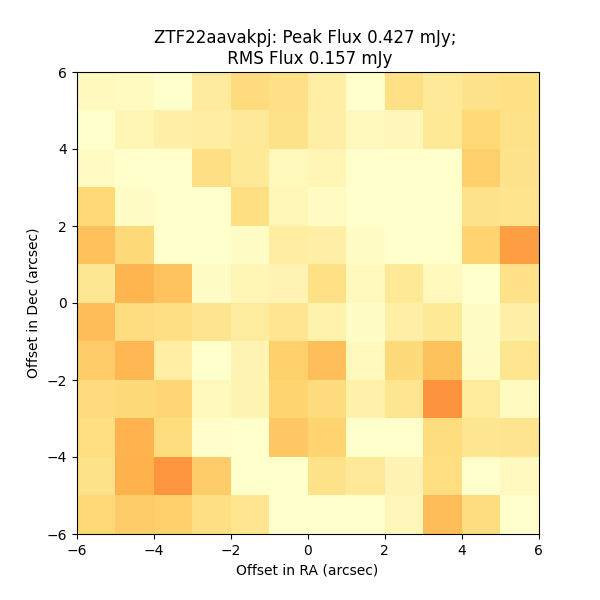 ZTF22aavakpj: Peak Flux 0.427 mJy;
RMS Flux 0.157 mJy
6
4
2
0
−2
−4
−6
Offset in Dec (arcsec)
−6 −4 −2 0 2 4 6
Offset in RA (arcsec)